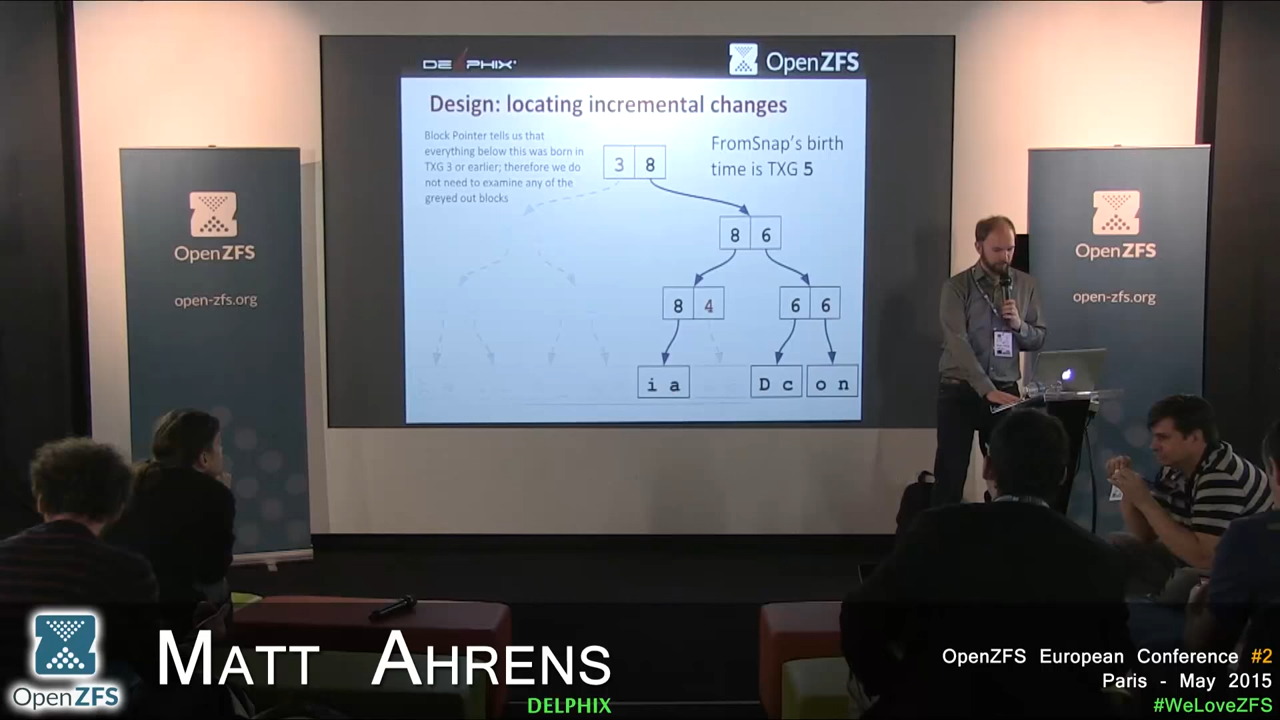 DELPHIX
OpenZFS
Design: locating incremental changes
Block Pointer tells us that
everything below this was born in
TXG 3 or earlier; therefore we do
not need to examine any of the
greyed out blocks
FromSnap's birth
time is TXG 5
3 8
8 6
8 4
6 6
i a
D c
o n
OpenZFS
open-zfs.org
OpenZFS
open-zfs.org
OpenZFS
MATT AHRENS
DELPHIX
OpenZFS European Conference #2
Paris - May 2015
#WeLoveZFS